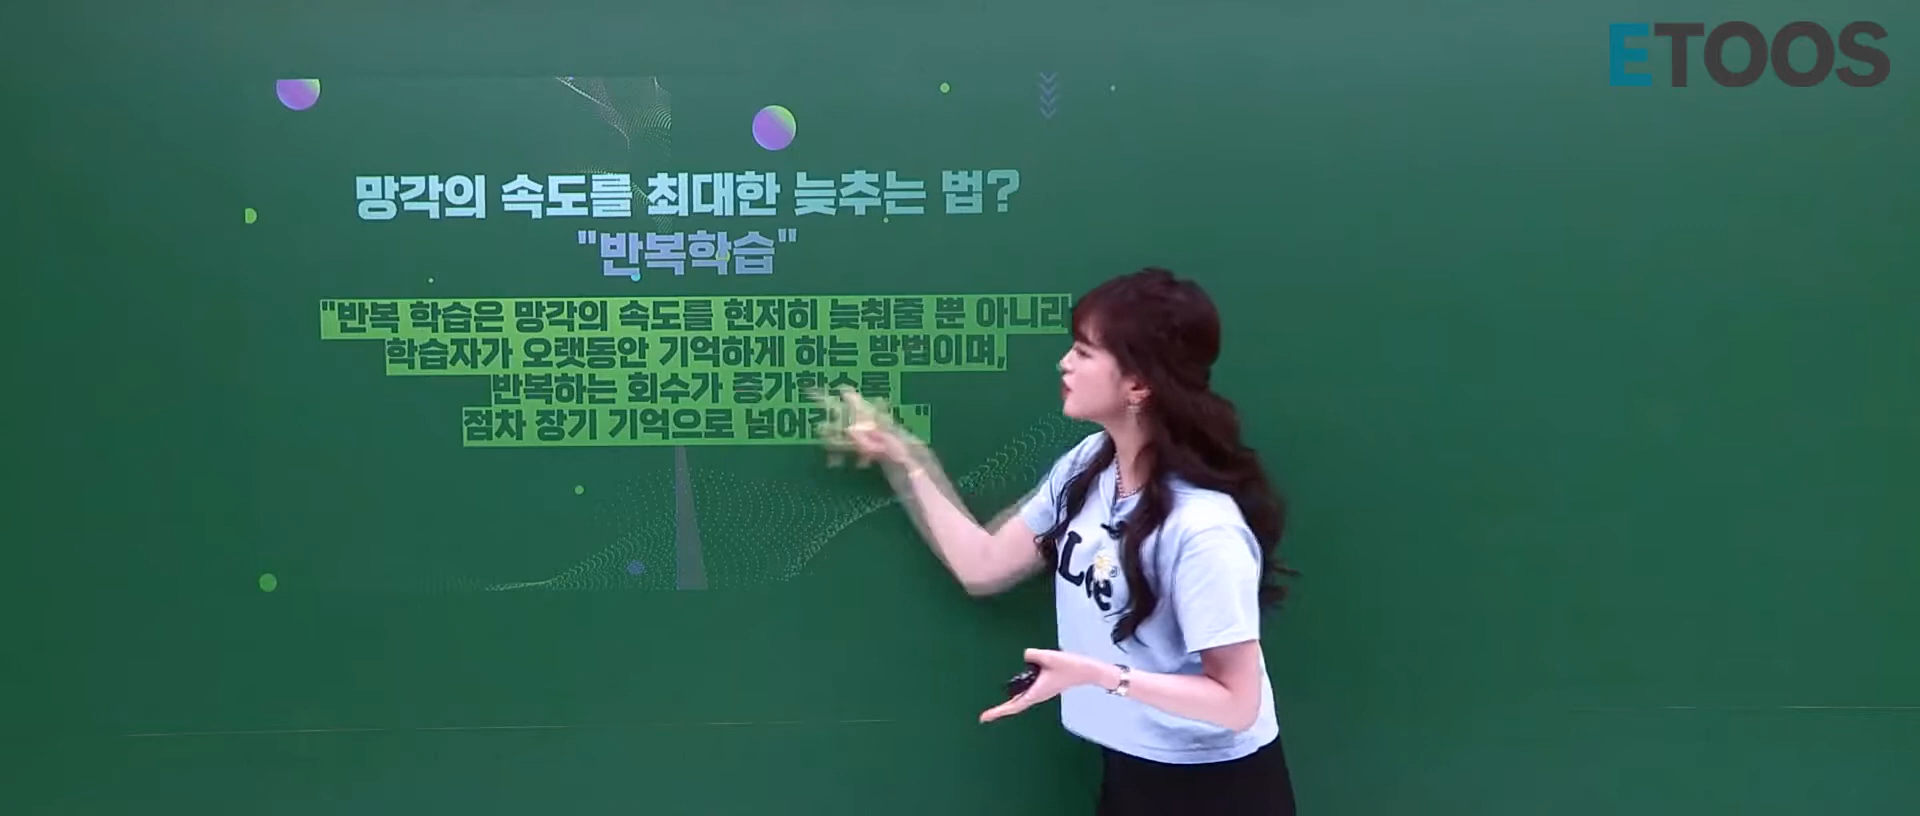 ETOOS
망각의 속도를 최대한 늦추는 법?
"반복학습"
"반복 학습은 망각의 속도를 현저히 늦춰줄 뿐 아니라
학습자가 오랫동안 기억하게 하는 방법이며,
반복하는 회수가 증가할수록
점차 장기 기억으로
Lee